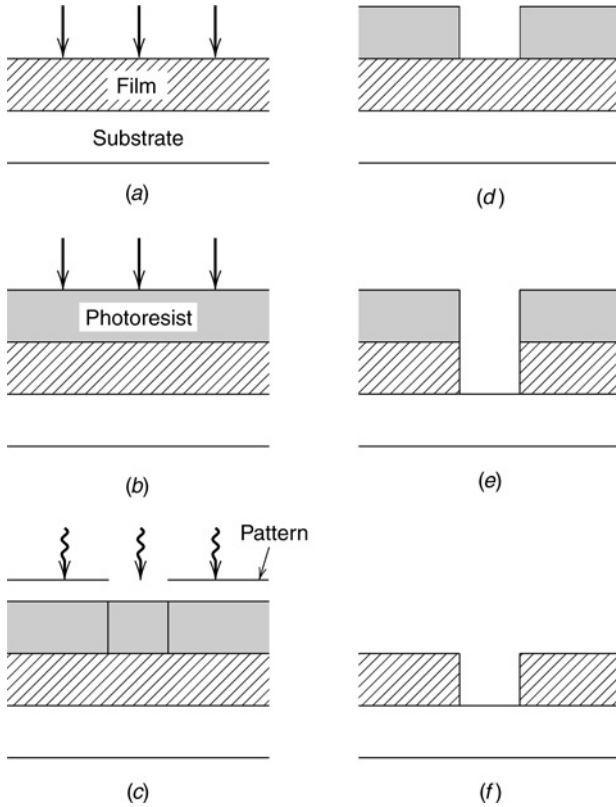 Film
Substrate
(a)
Photoresist
(b)
Pattern
(c)
(d)
(e)
(f)